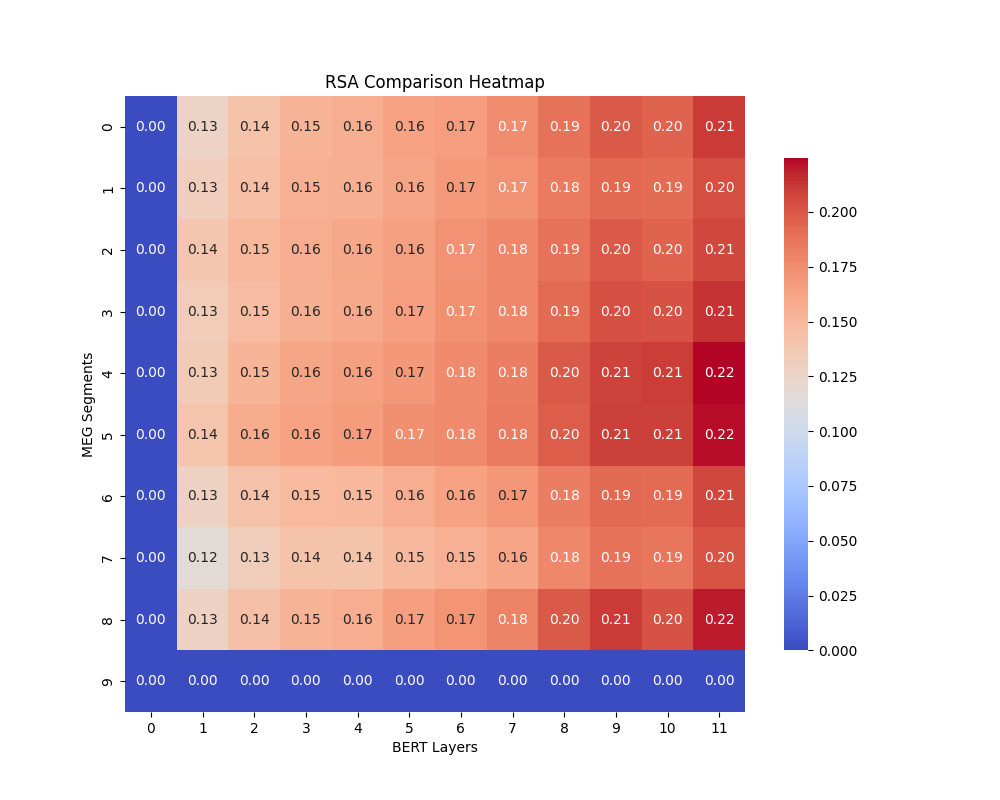 RSA Comparison Heatmap
0 0.00 0.13 0.14 0.15 0.16 0.16 0.17 0.17 0.19 0.20 0.20 0.21
1 0.00 0.13 0.14 0.15 0.16 0.16 0.17 0.17 0.18 0.19 0.19 0.20
2 0.00 0.14 0.15 0.16 0.16 0.16 0.17 0.18 0.19 0.20 0.20 0.21
3 0.00 0.13 0.15 0.16 0.16 0.17 0.17 0.18 0.19 0.20 0.20 0.21
4 0.00 0.13 0.15 0.16 0.16 0.17 0.18 0.18 0.20 0.21 0.21 0.22
5 0.00 0.14 0.16 0.16 0.17 0.17 0.18 0.18 0.20 0.21 0.21 0.22
6 0.00 0.13 0.14 0.15 0.15 0.16 0.16 0.17 0.18 0.19 0.19 0.21
7 0.00 0.12 0.13 0.14 0.14 0.15 0.15 0.16 0.18 0.19 0.19 0.20
8 0.00 0.13 0.14 0.15 0.16 0.17 0.17 0.18 0.20 0.21 0.20 0.22
9 0.00 0.00 0.00 0.00 0.00 0.00 0.00 0.00 0.00 0.00 0.00 0.00
0 1 2 3 4 5 6 7 8 9 10 11
BERT Layers
MEG Segments
0.200
0.175
0.150
0.125
0.100
0.075
0.050
0.025
0.000